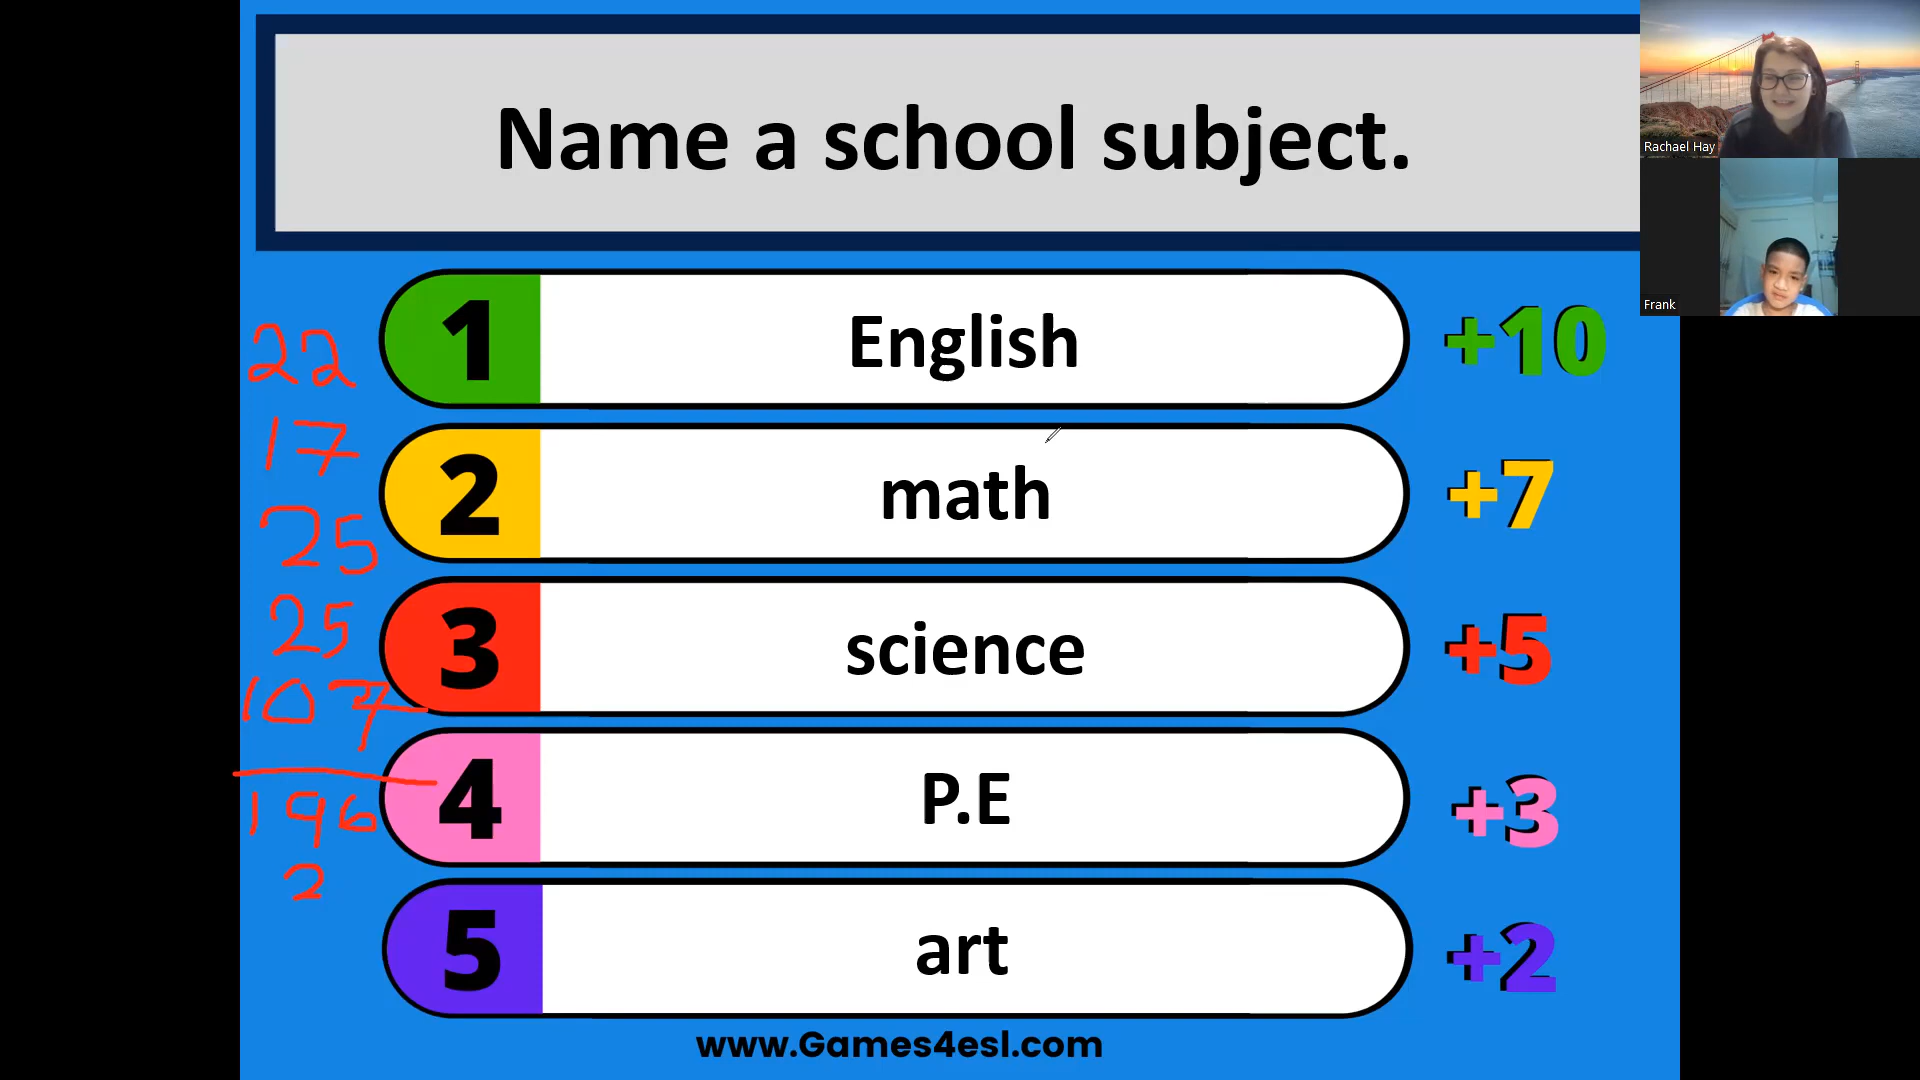 Name a school subject.
Rachael Hay
Frank
1 English +10
2 math +7
3 science +5
4 P.E +3
5 art +2
22
17
25
25
107
196
2
www.Games4esl.com